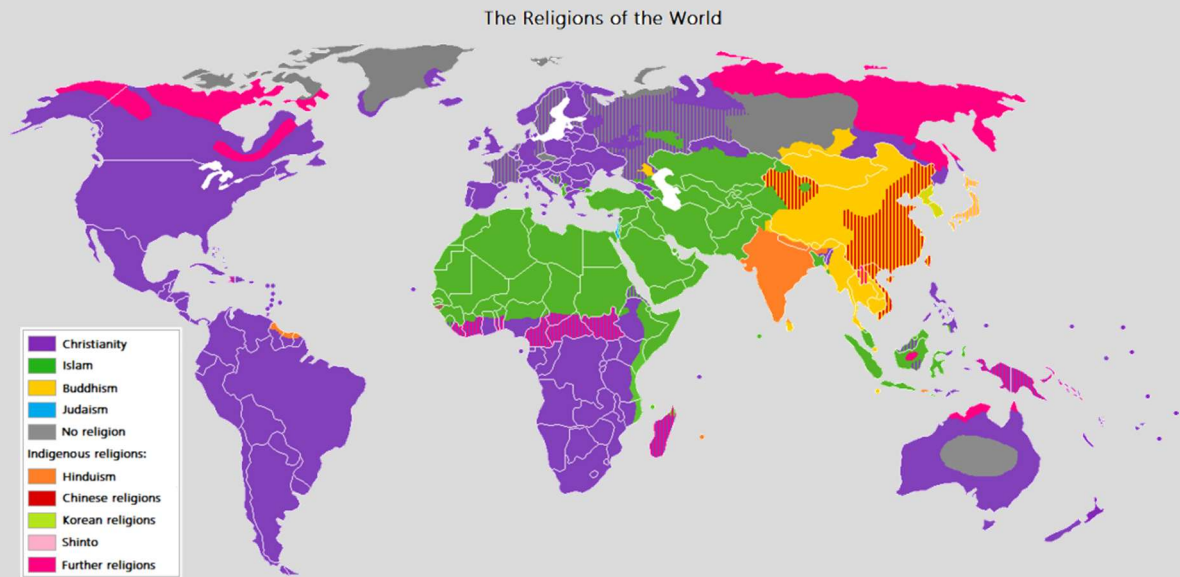 The Religions of the World
Christianity
Islam
Buddhism
Judaism
No religion
Indigenous religions:
Hinduism
Chinese religions
Korean religions
Shinto
Further religions